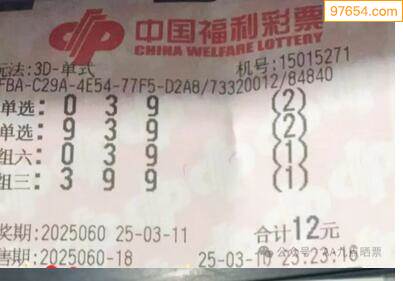 97654.com
中国福利彩票
CHINA WELFARE LOTTERY
玩法:3D-单式 机号:15015271
FBA-C29A-4E54-77F5-D2A8/73320012/84840
单选: 0 3 9 (2)
单选: 9 3 9 (2)
组六: 0 3 9 (1)
组三: 3 9 9 (1)
奖期:2025060 25-03-11 合计12元
售期:2025060-18 25-03-10 23:23:16
公众号